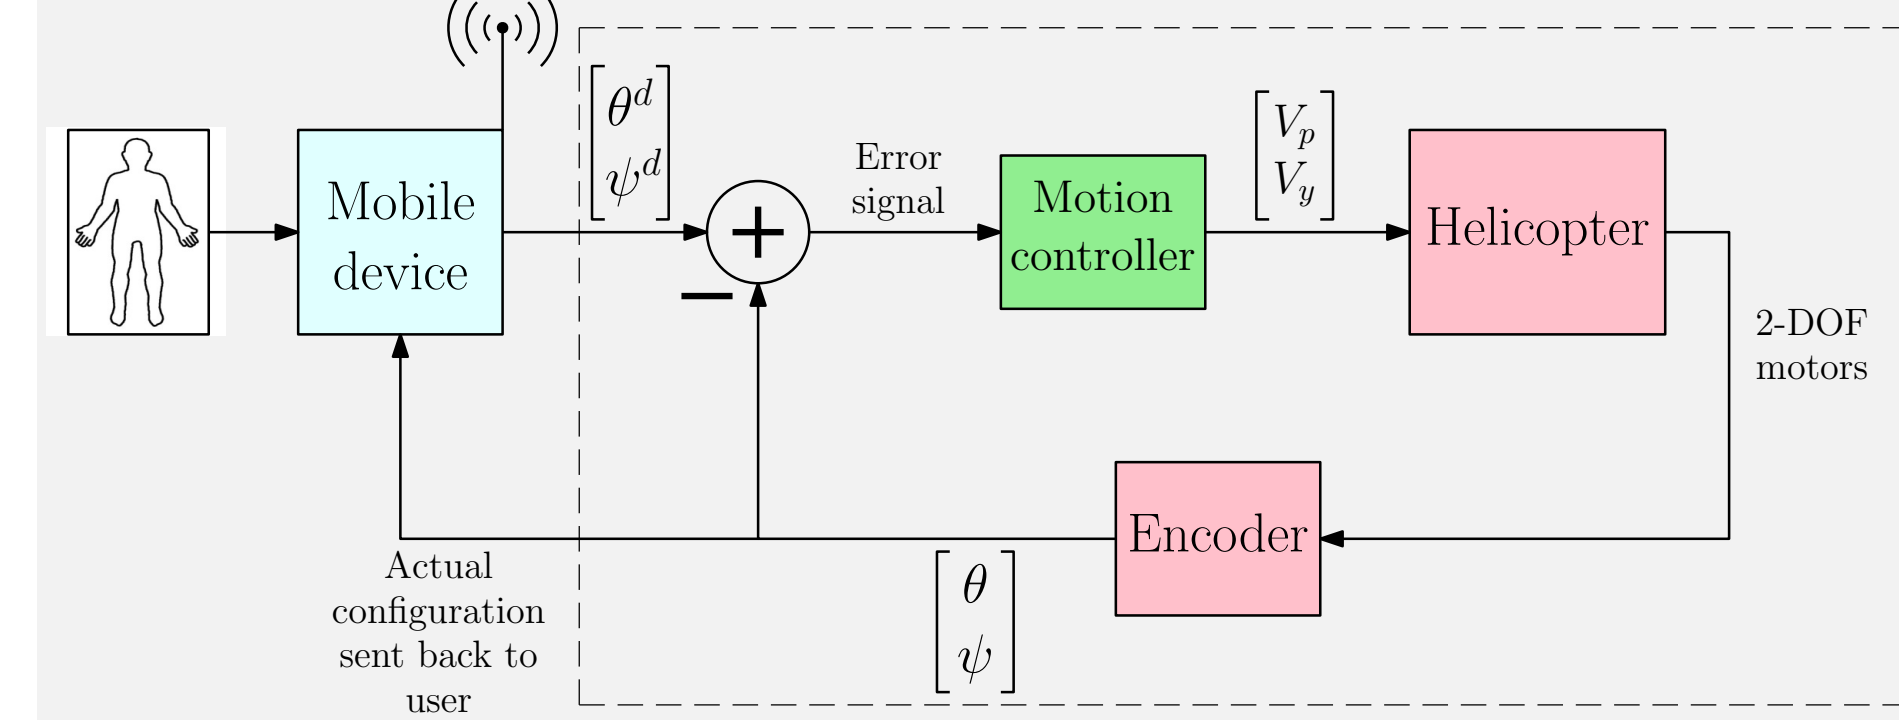 θ^d
ψ^d
Error
signal
V_p
V_y
Mobile
device
+
Motion
controller
Helicopter
−
2-DOF
motors
Encoder
θ
ψ
Actual
configuration
sent back to
user